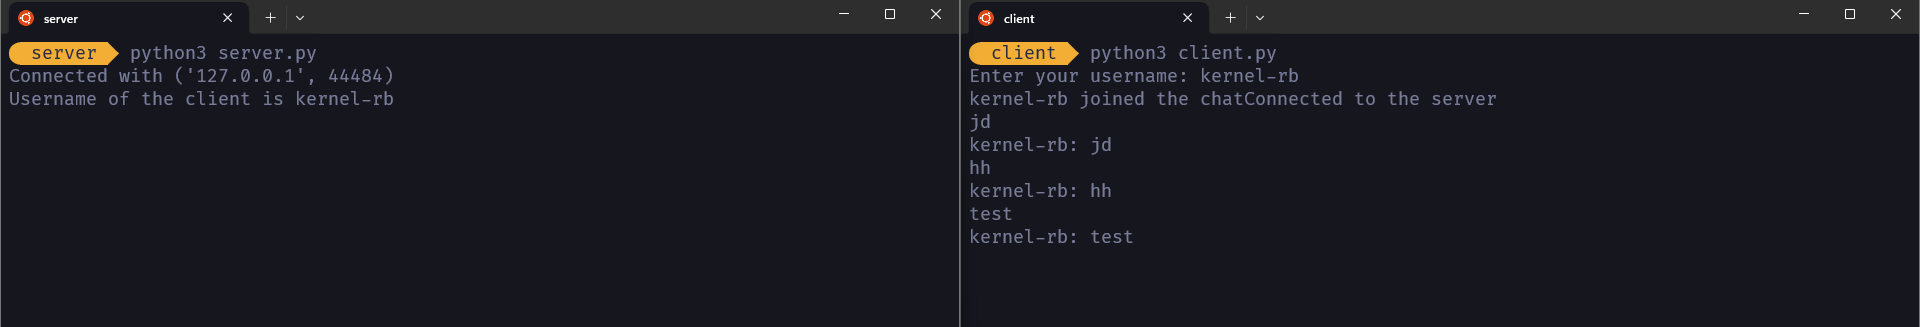 server
server python3 server.py
Connected with ('127.0.0.1', 44484)
Username of the client is kernel-rb
client
client python3 client.py
Enter your username: kernel-rb
kernel-rb joined the chatConnected to the server
jd
kernel-rb: jd
hh
kernel-rb: hh
test
kernel-rb: test